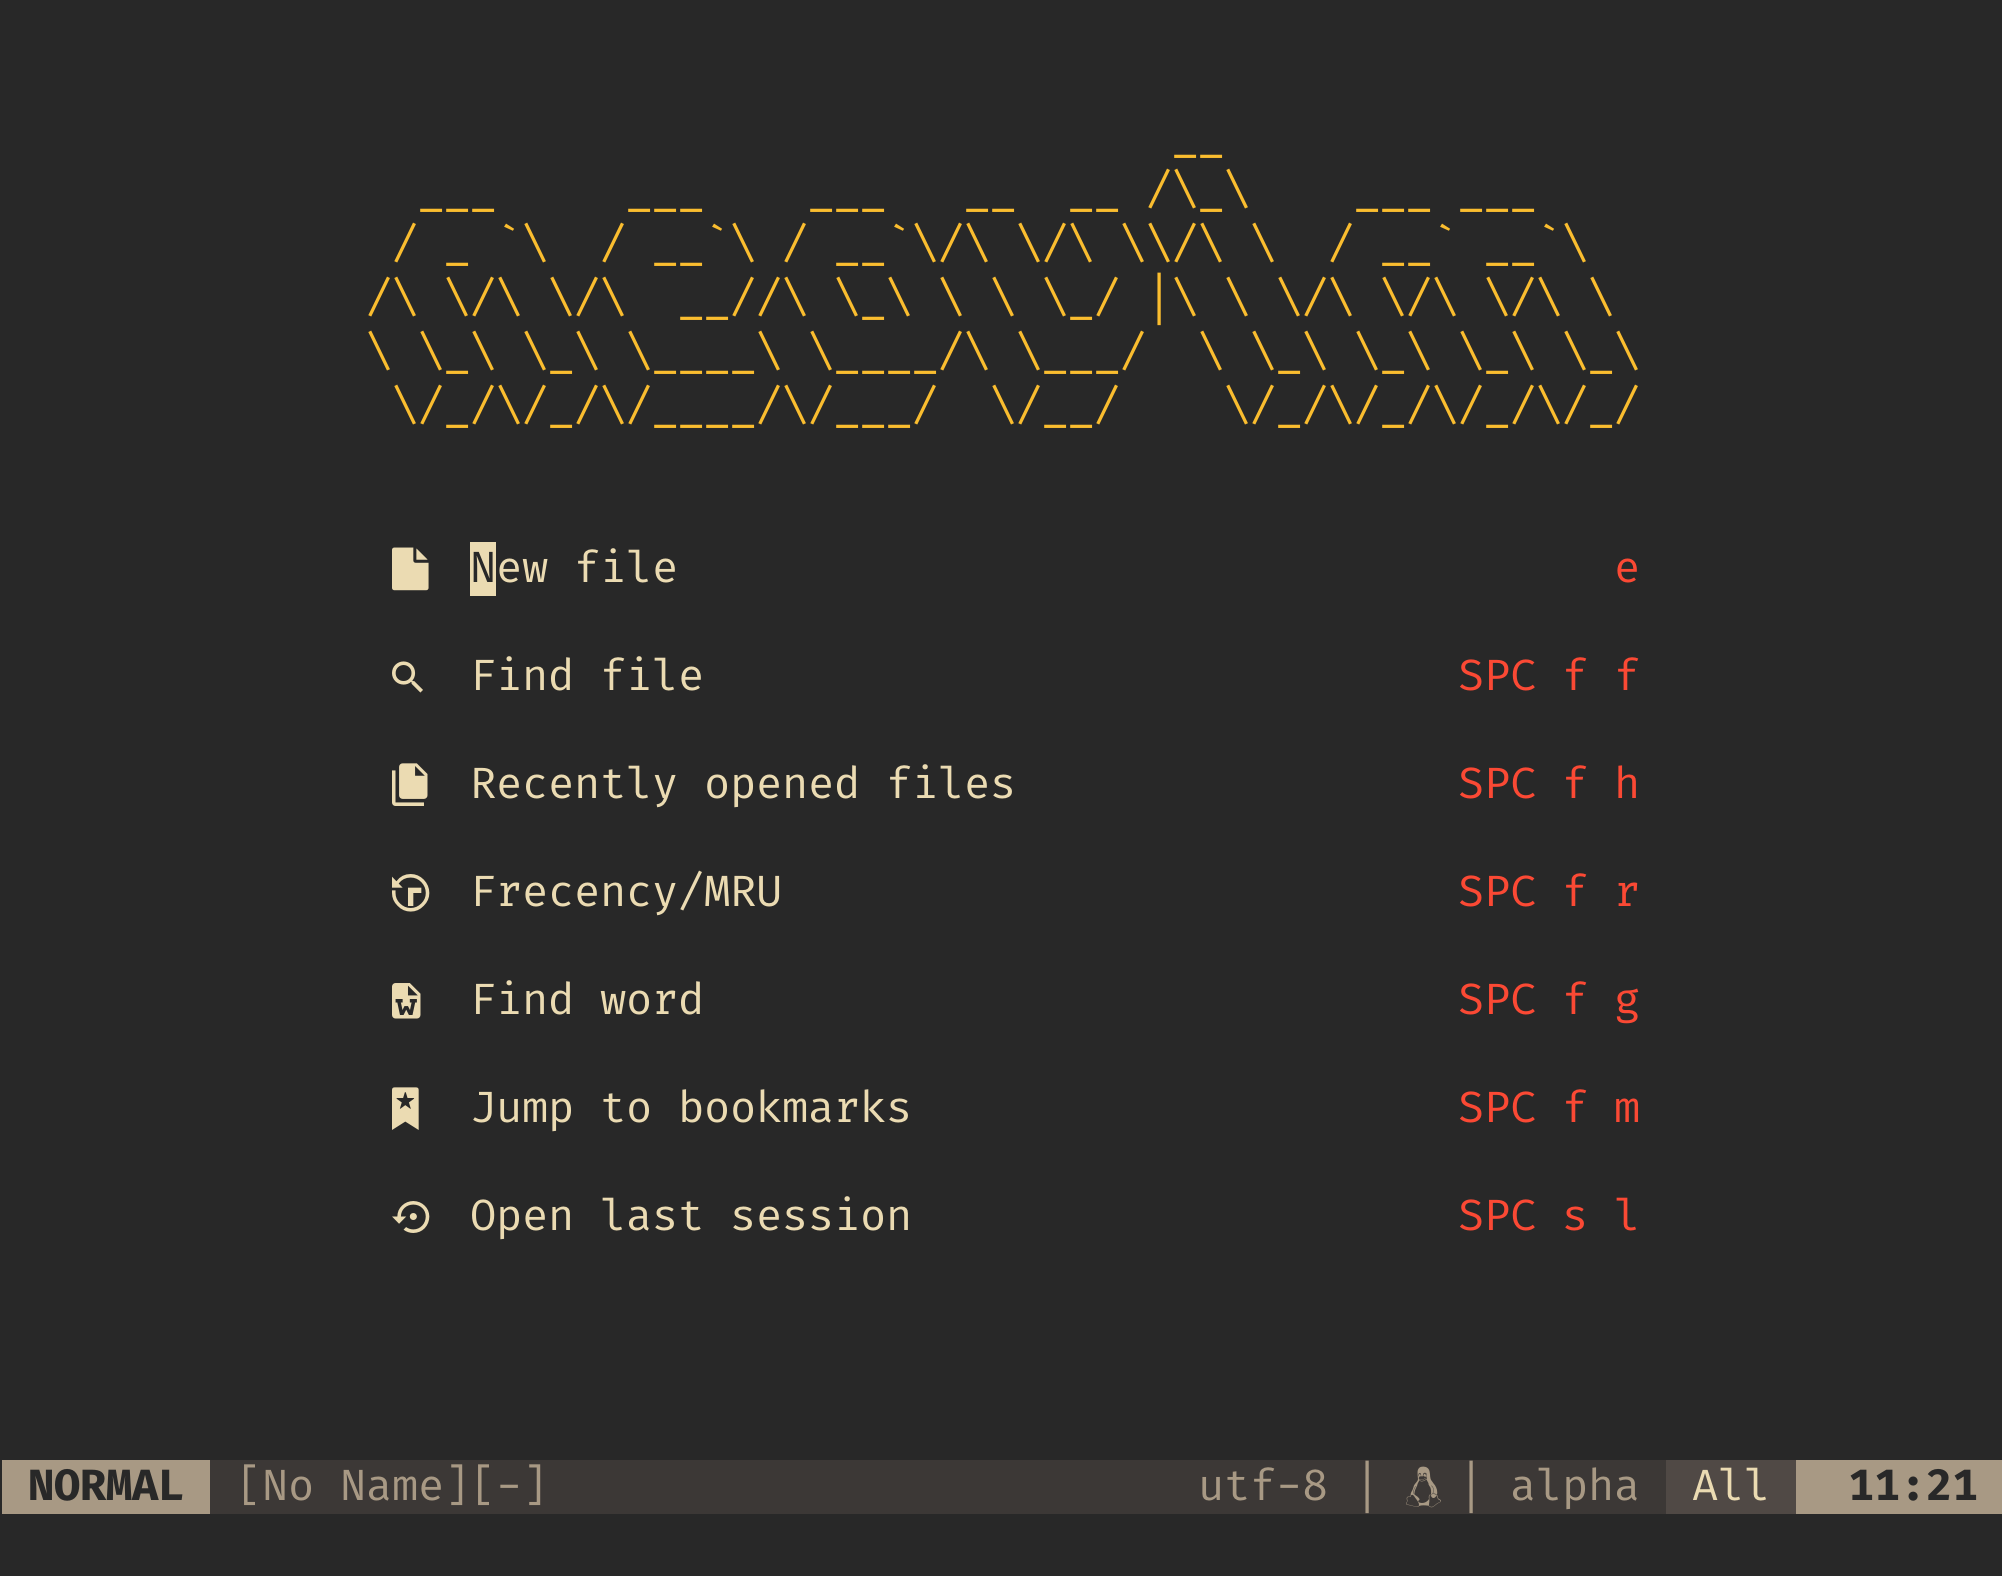 neovim
New file e
Find file SPC f f
Recently opened files SPC f h
Frecency/MRU SPC f r
Find word SPC f g
Jump to bookmarks SPC f m
Open last session SPC s l
NORMAL [No Name][-] utf-8 | | alpha All 11:21